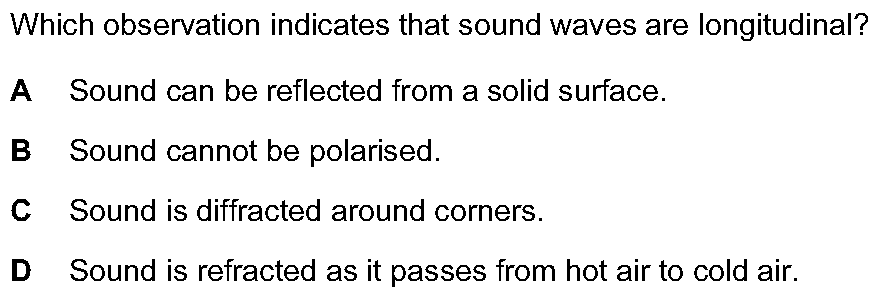 Which observation indicates that sound waves are longitudinal?
A Sound can be reflected from a solid surface.
B Sound cannot be polarised.
C Sound is diffracted around corners.
D Sound is refracted as it passes from hot air to cold air.